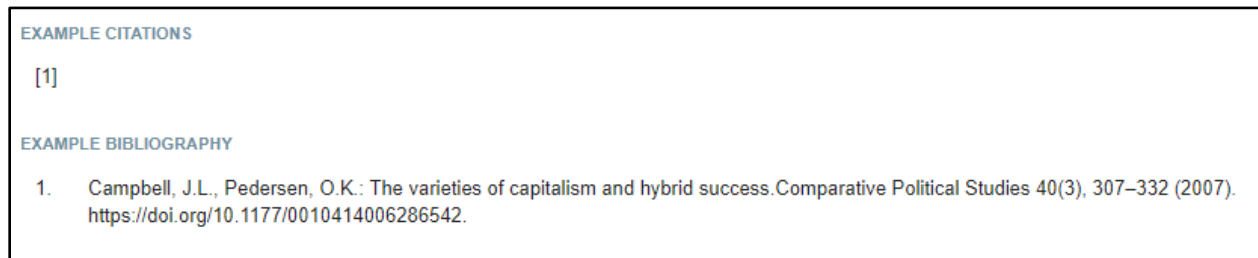 EXAMPLE CITATIONS
[1]
EXAMPLE BIBLIOGRAPHY
1. Campbell, J.L., Pedersen, O.K.: The varieties of capitalism and hybrid success.Comparative Political Studies 40(3), 307–332 (2007).
https://doi.org/10.1177/0010414006286542.